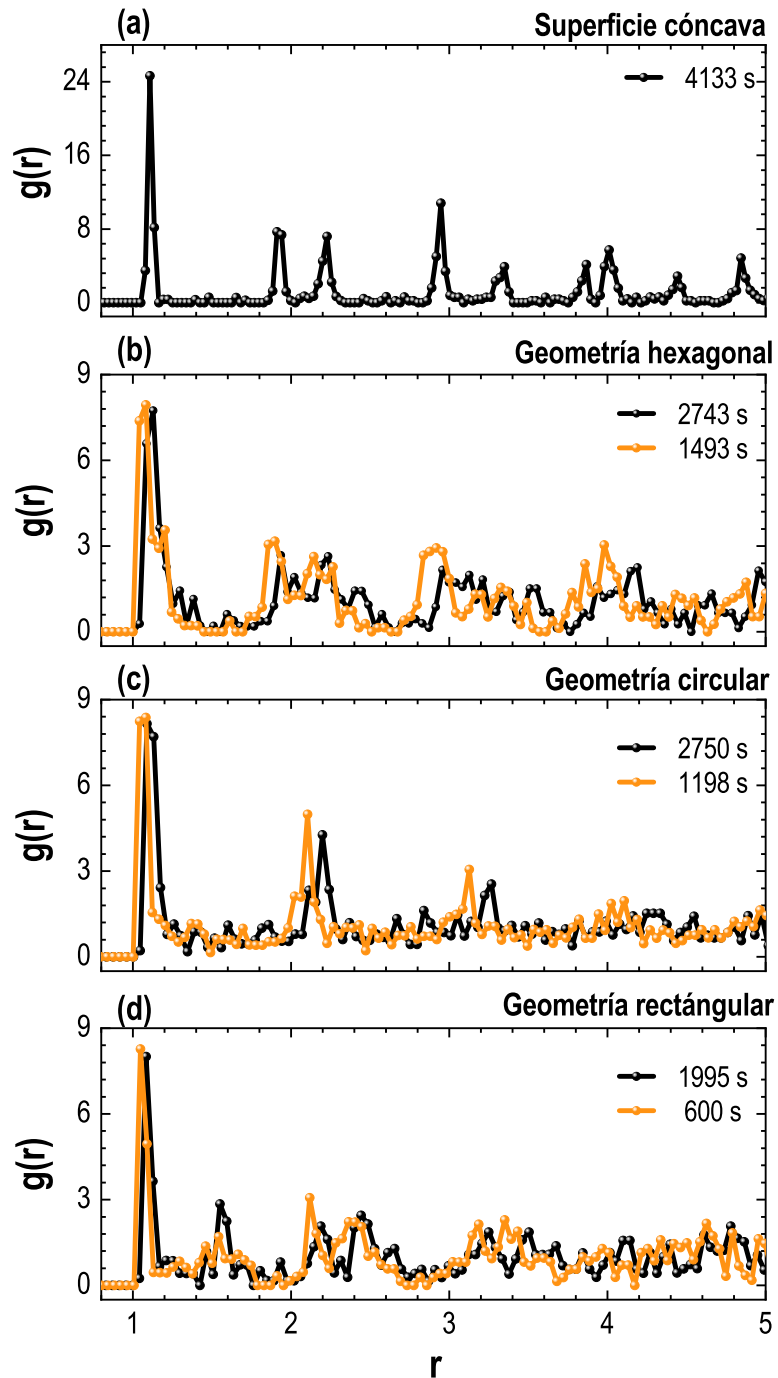 (a)
Superficie cóncava
4133 s
24
16
8
0
g(r)
(b)
Geometría hexagonal
2743 s
1493 s
9
6
3
0
g(r)
(c)
Geometría circular
2750 s
1198 s
9
6
3
0
g(r)
(d)
Geometría rectángular
1995 s
600 s
9
6
3
0
g(r)
1 2 3 4 5
r